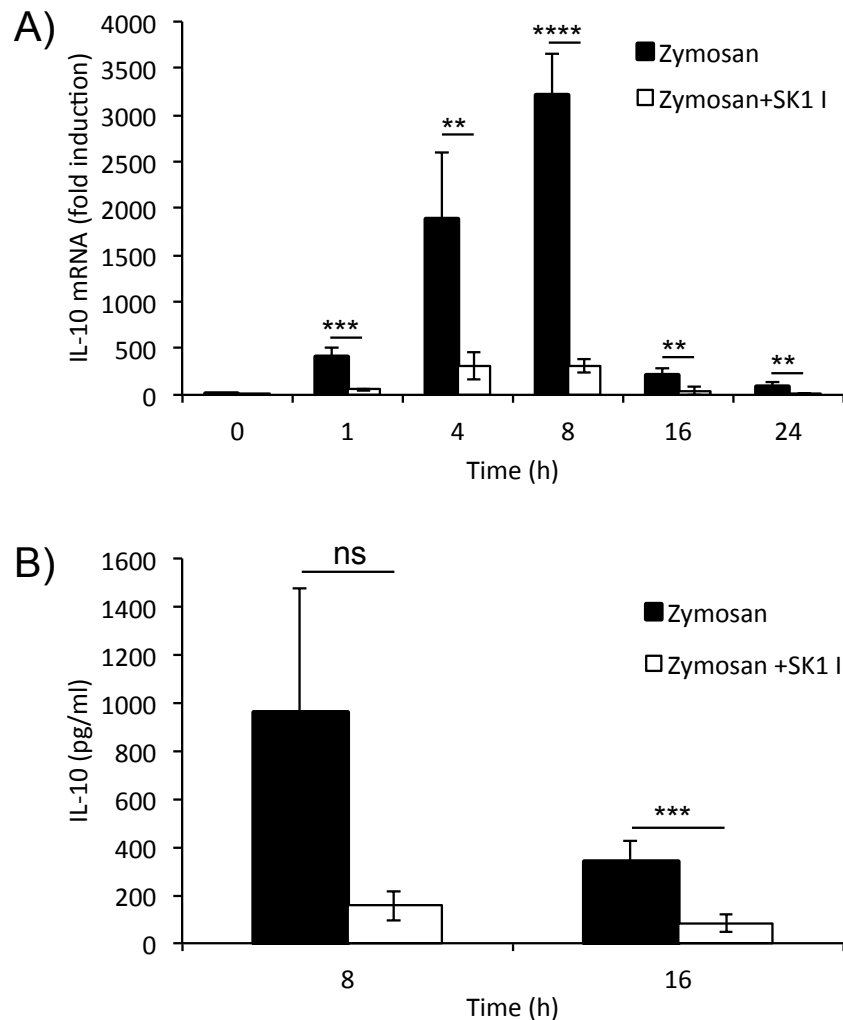 A)
IL-10 mRNA (fold induction)
4000
3500
3000
2500
2000
1500
1000
500
0
***
**
****
**
**
Zymosan
Zymosan+SK1 I
0 1 4 8 16 24
Time (h)
B)
IL-10 (pg/ml)
1600
1400
1200
1000
800
600
400
200
0
ns
***
Zymosan
Zymosan +SK1 I
8 16
Time (h)